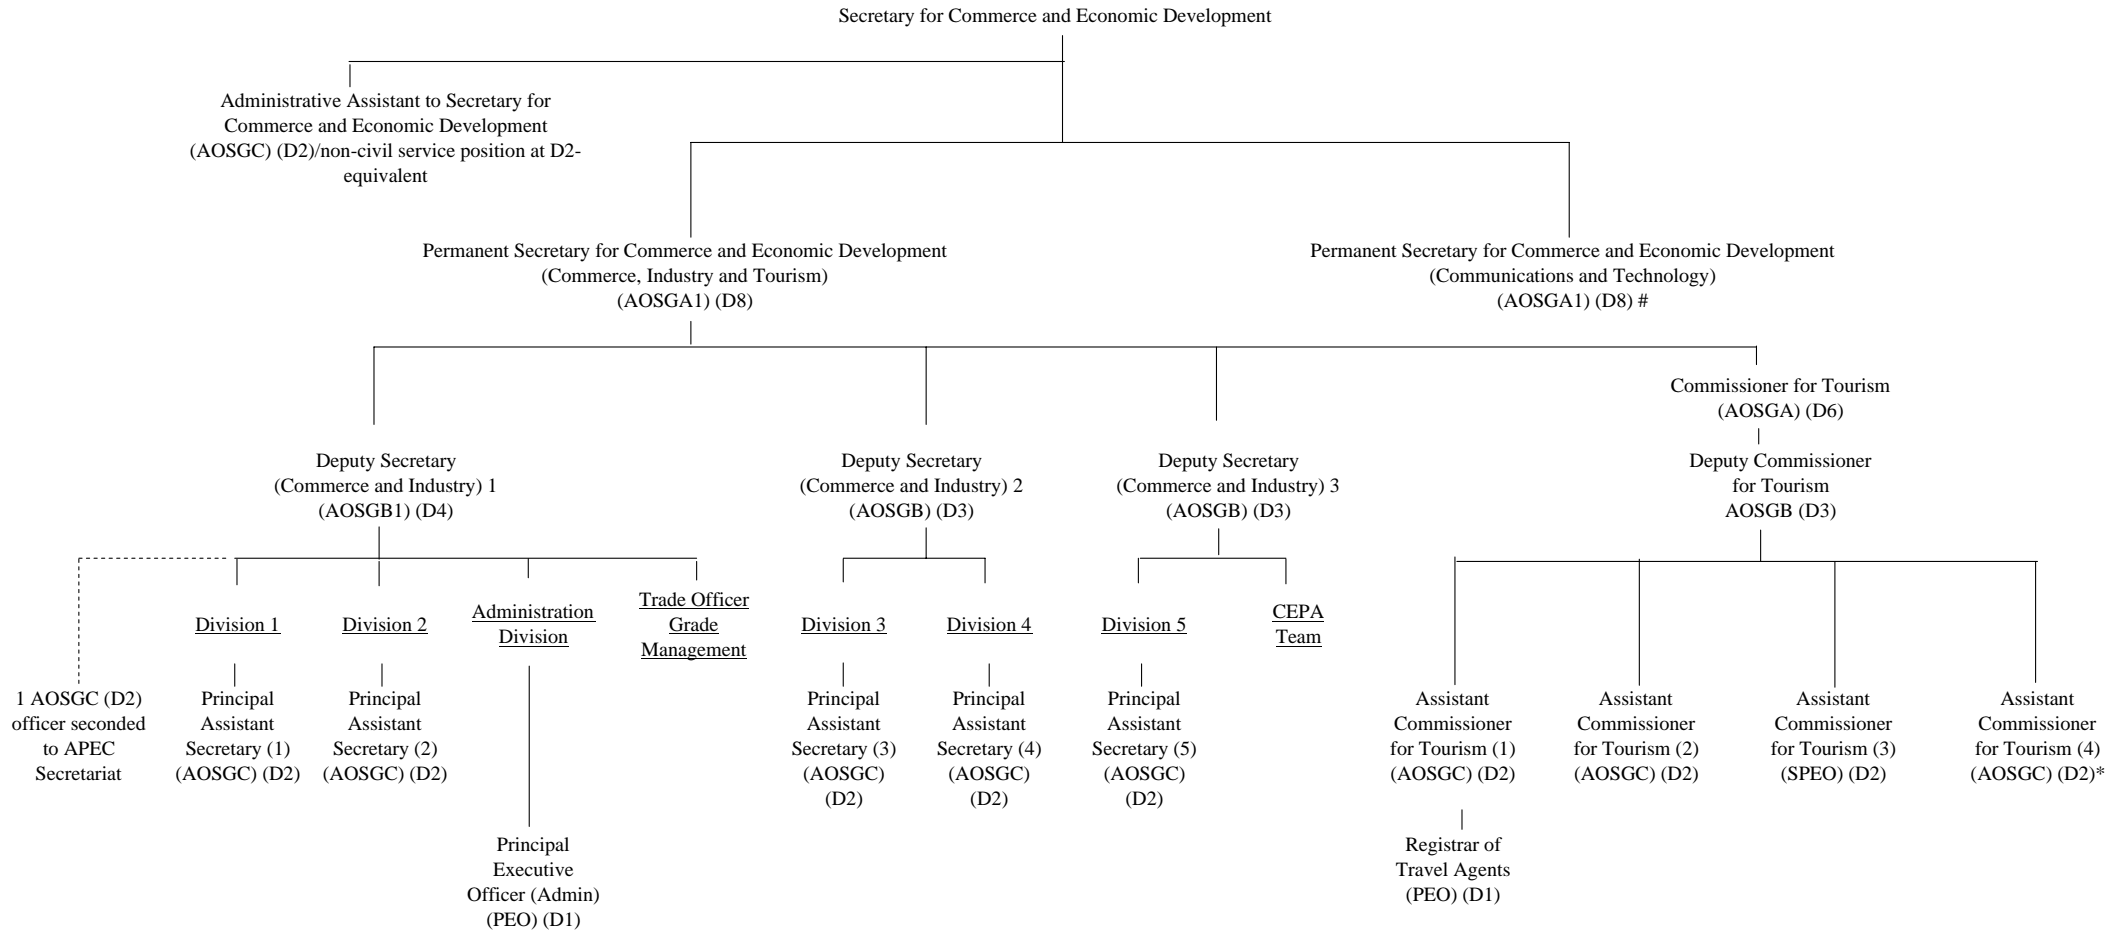 Secretary for Commerce and Economic Development
Administrative Assistant to Secretary for
Commerce and Economic Development
(AOSGC) (D2)/non-civil service position at D2-
equivalent
Permanent Secretary for Commerce and Economic Development
(Commerce, Industry and Tourism)
(AOSGA1) (D8)
Permanent Secretary for Commerce and Economic Development
(Communications and Technology)
(AOSGA1) (D8) #
Commissioner for Tourism
(AOSGA) (D6)
Deputy Secretary
(Commerce and Industry) 1
(AOSGB1) (D4)
Deputy Secretary
(Commerce and Industry) 2
(AOSGB) (D3)
Deputy Secretary
(Commerce and Industry) 3
(AOSGB) (D3)
Deputy Commissioner
for Tourism
AOSGB (D3)
Division 1
Division 2
Administration
Division
Trade Officer
Grade
Management
Division 3
Division 4
Division 5
CEPA
Team
1 AOSGC (D2)
officer seconded
to APEC
Secretariat
Principal
Assistant
Secretary (1)
(AOSGC) (D2)
Principal
Assistant
Secretary (2)
(AOSGC) (D2)
Principal
Assistant
Secretary (3)
(AOSGC)
(D2)
Principal
Assistant
Secretary (4)
(AOSGC)
(D2)
Principal
Assistant
Secretary (5)
(AOSGC)
(D2)
Assistant
Commissioner
for Tourism (1)
(AOSGC) (D2)
Assistant
Commissioner
for Tourism (2)
(AOSGC) (D2)
Assistant
Commissioner
for Tourism (3)
(SPEO) (D2)
Assistant
Commissioner
for Tourism (4)
(AOSGC) (D2)*
Principal
Executive
Officer (Admin)
(PEO) (D1)
Registrar of
Travel Agents
(PEO) (D1)